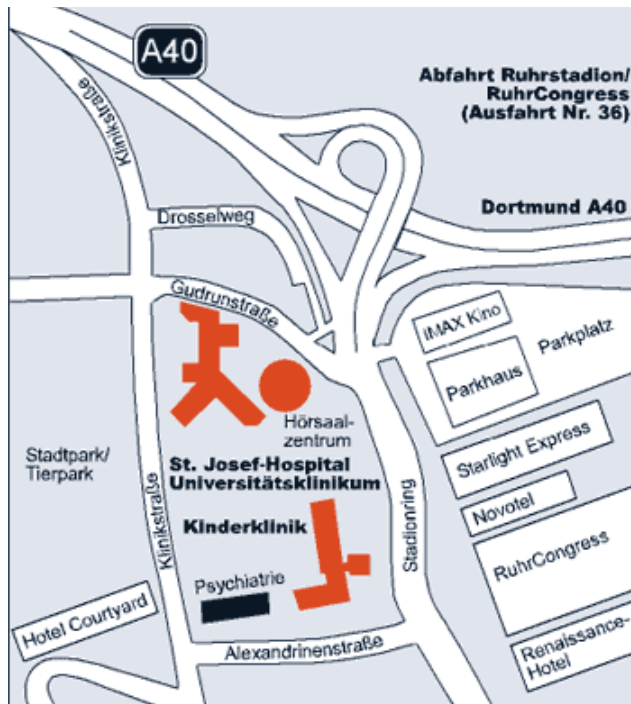 A40
Abfahrt Ruhrstadion/
RuhrCongress
(Ausfahrt Nr. 36)
Klinikstraße
Dortmund A40
Drosselweg
Gudrunstraße
IMAX Kino
Parkplatz
Parkhaus
Hörsaal-
zentrum
Starlight Express
Stadtpark/
Tierpark
St. Josef-Hospital
Universitätsklinikum
Novotel
Klinikstraße
Kinderklinik
Stadionring
RuhrCongress
Psychiatrie
Hotel Courtyard
Alexandrinenstraße
Renaissance-
Hotel